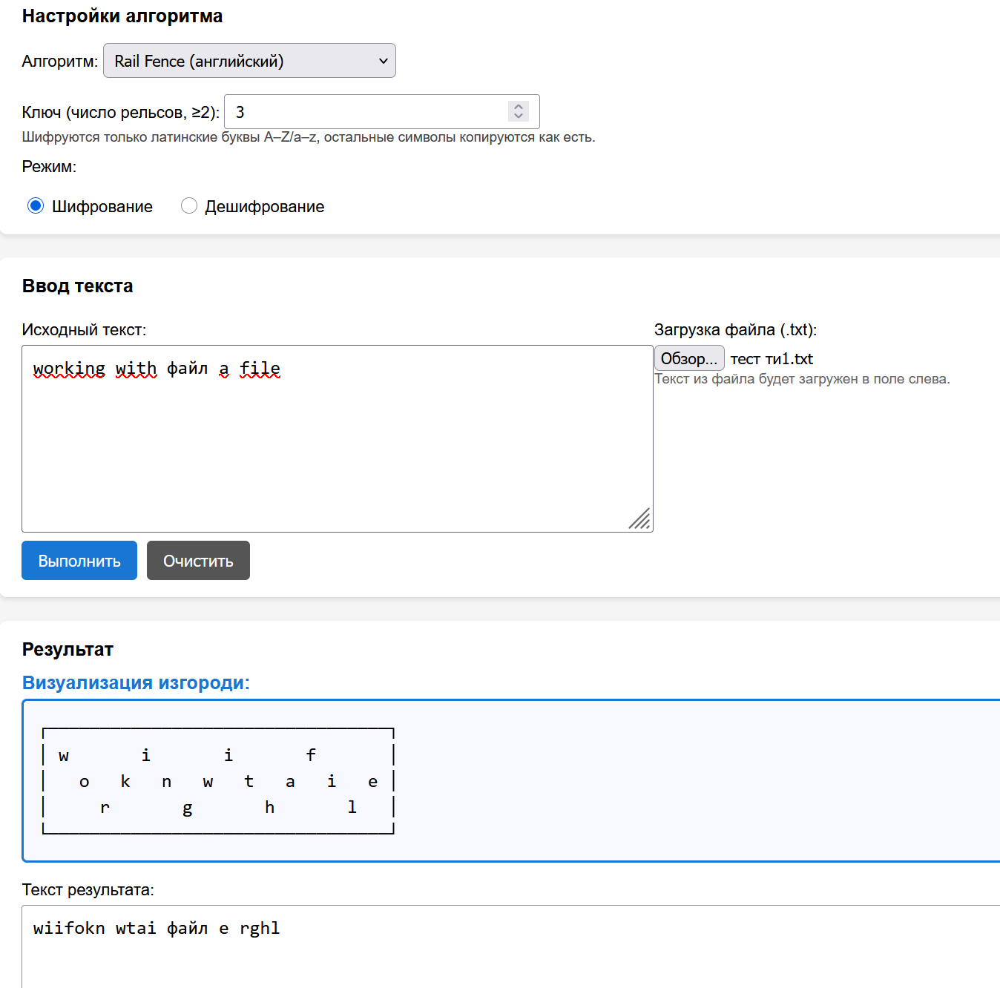 Настройки алгоритма
Алгоритм: Rail Fence (английский)
Ключ (число рельсов, ≥2): 3
Шифруются только латинские буквы A–Z/a–z, остальные символы копируются как есть.
Режим:
Шифрование Дешифрование
Ввод текста
Исходный текст:
working with файл a file
Загрузка файла (.txt):
Обзор... тест ти1.txt
Текст из файла будет загружен в поле слева.
Выполнить Очистить
Результат
Визуализация изгороди:
w i i f
o k n w t a i e
r g h l
Текст результата:
wiifokn wtai файл e rghl